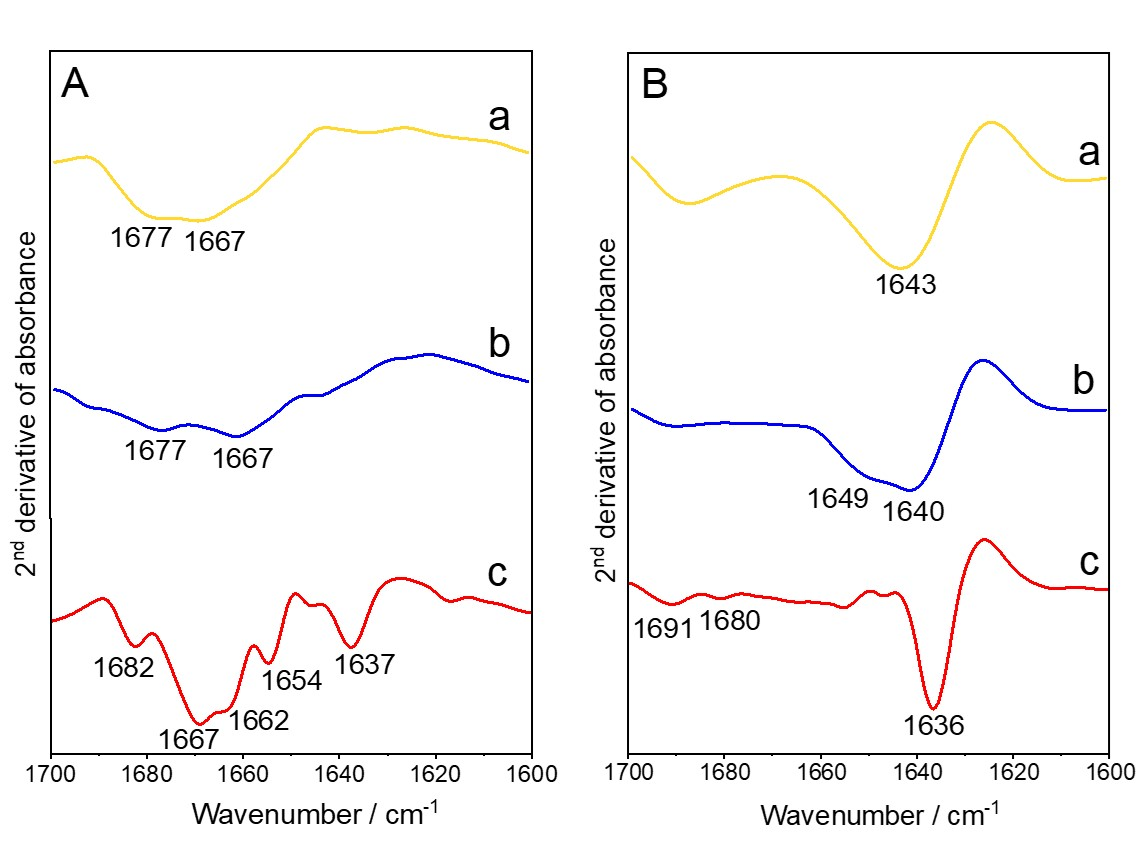 A
a
1677 1667
b
1677 1667
c
1682
1654
1637
1662
1667
1700 1680 1660 1640 1620 1600
Wavenumber / cm-1
2nd derivative of absorbance
B
a
1643
b
1649
1640
c
1691 1680
1636
1700 1680 1660 1640 1620 1600
Wavenumber / cm-1
2nd derivative of absorbance